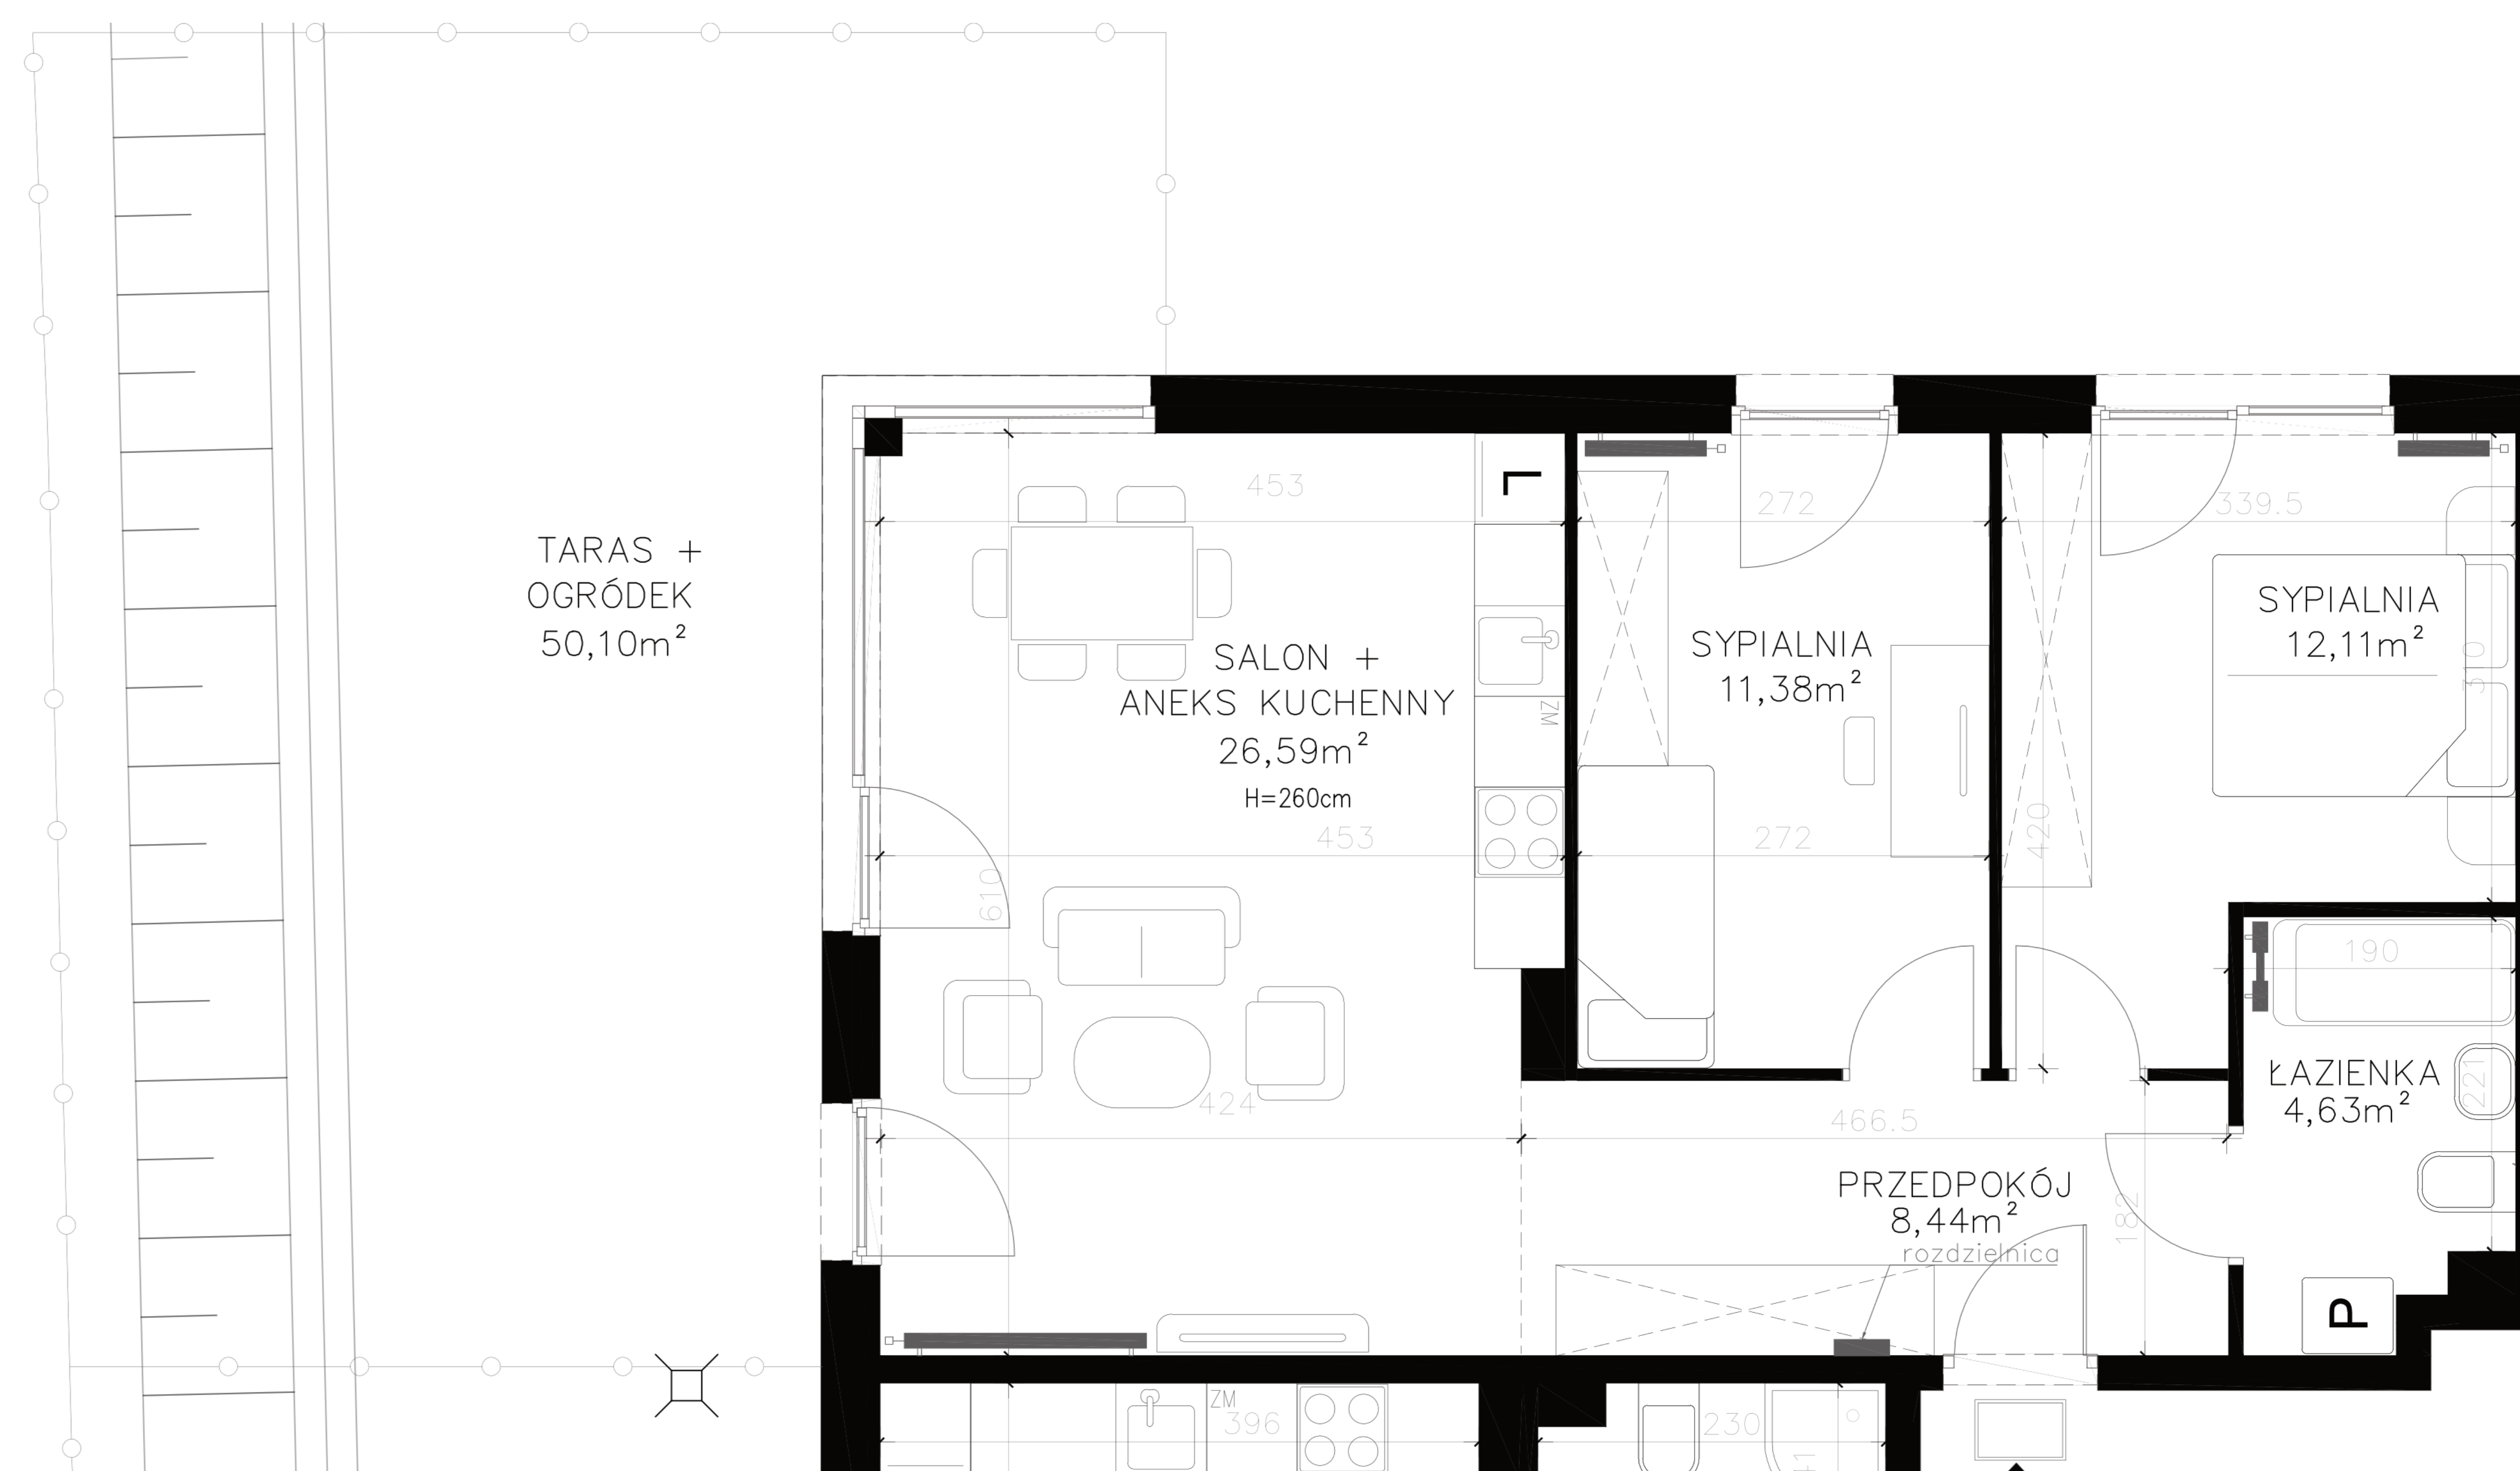 453
L
272
339.5
TARAS +
OGRÓDEK
50,10m²
SALON +
ANEKS KUCHENNY
26,59m²
H=260cm
ZM
SYPIALNIA
11,38m²
SYPIALNIA
12,11m²
310
453
272
420
610
190
424
466.5
ŁAZIENKA
4,63m²
221
PRZEDPOKÓJ
8,44m²
rozdzielnica
182
P
ZM
396
230